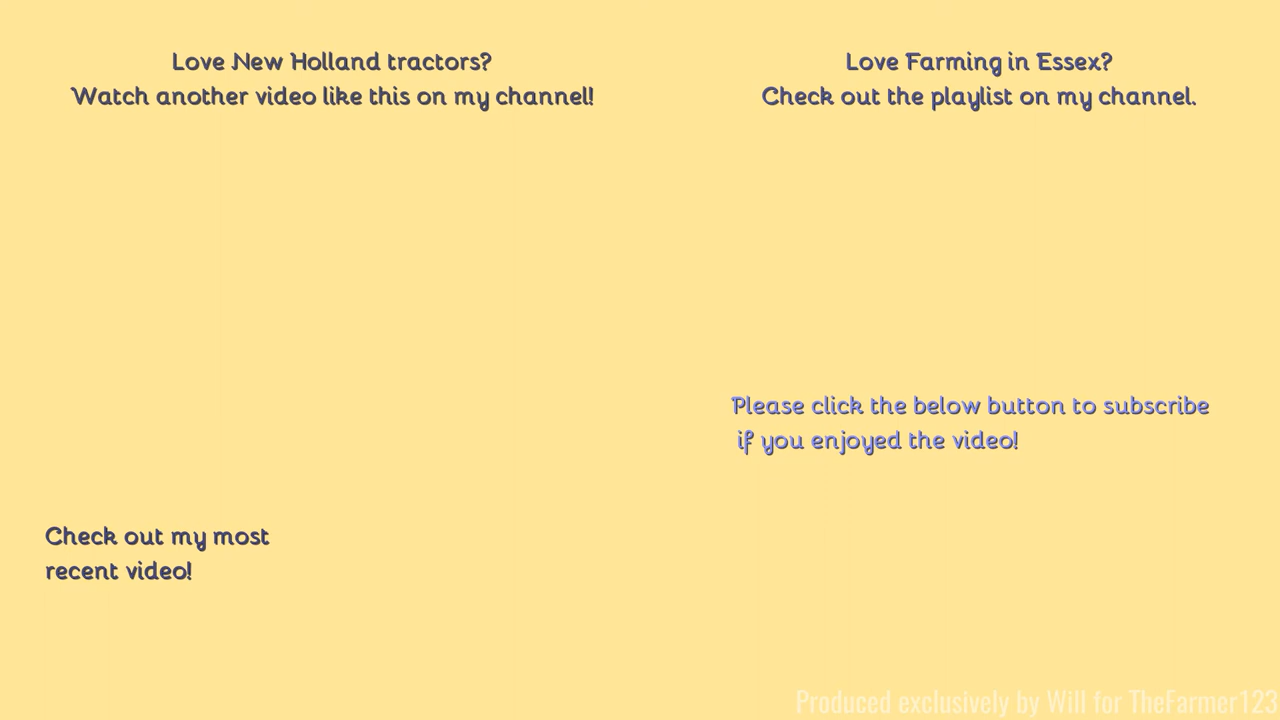 Love New Holland tractors?
Watch another video like this on my channel!
Love Farming in Essex?
Check out the playlist on my channel.
Please click the below button to subscribe
if you enjoyed the video!
Check out my most
recent video!
Produced exclusively by Will for TheFarmer123